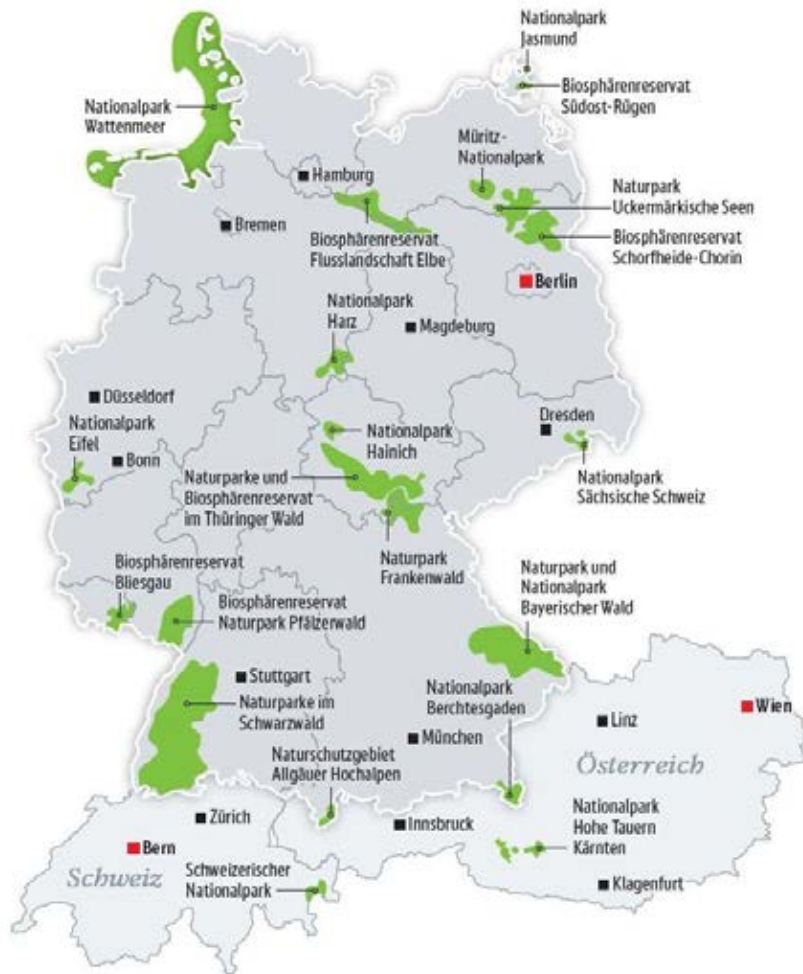 Nationalpark
Jasmund
Biosphärenreservat
Südost-Rügen
Nationalpark
Wattenmeer
Müritz-
Nationalpark
Hamburg
Naturpark
Uckermärkische Seen
Bremen
Biosphärenreservat
Flusslandschaft Elbe
Biosphärenreservat
Schorfheide-Chorin
Berlin
Nationalpark
Harz
Magdeburg
Düsseldorf
Nationalpark
Eifel
Bonn
Nationalpark
Hainich
Dresden
Naturparke und
Biosphärenreservat
im Thüringer Wald
Nationalpark
Sächsische Schweiz
Naturpark
Frankenwald
Biosphärenreservat
Bliesgau
Naturpark und
Nationalpark
Bayerischer Wald
Biosphärenreservat
Naturpark Pfälzerwald
Stuttgart
Naturparke im
Schwarzwald
Nationalpark
Berchtesgaden
München
Linz
Wien
Naturschutzgebiet
Allgäuer Hochalpen
Österreich
Zürich
Innsbruck
Nationalpark
Hohe Tauern
Kärnten
Bern
Schweiz
Schweizerischer
Nationalpark
Klagenfurt